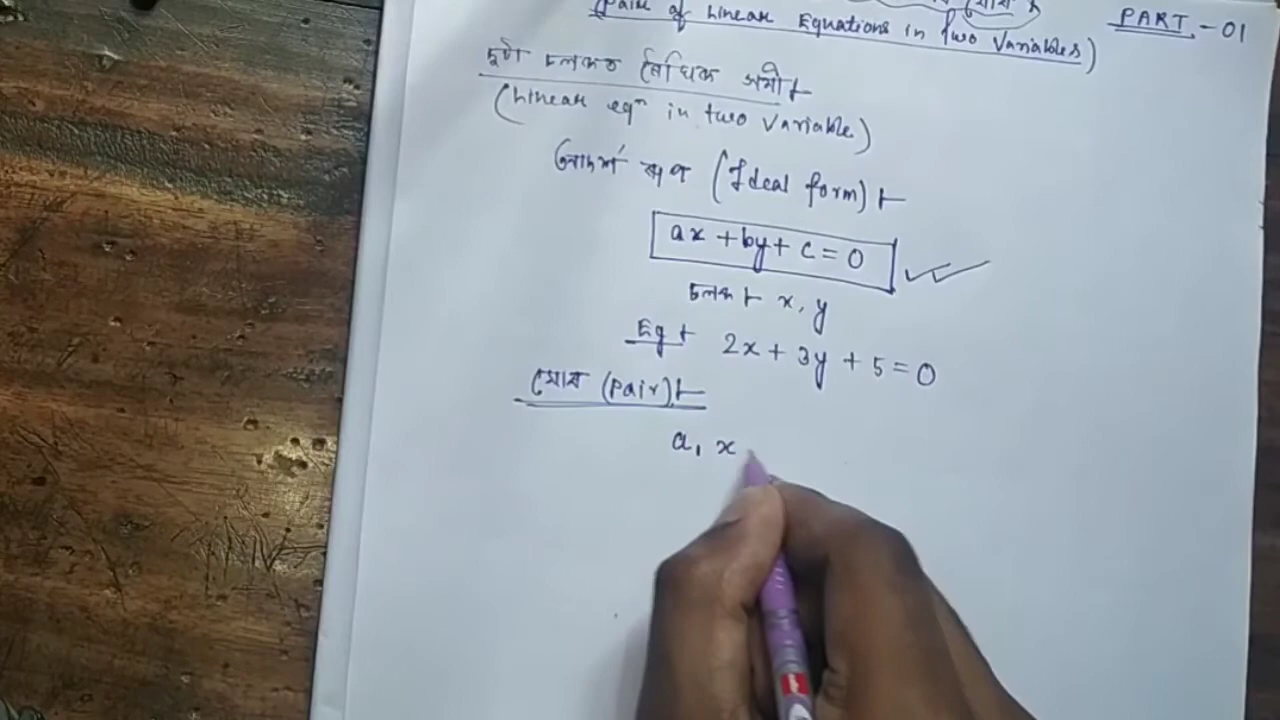 (Pair of Linear Equations in two Variables)
PART - 01
দুটা চলকত ৰৈখিক সমী
(Linear eqn in two Variable)
আদর্শ ৰূপ (Ideal form)
ax + by + c = 0
চলক x, y
Eg 2x + 3y + 5 = 0
যোৰ (Pair)
a₁ x